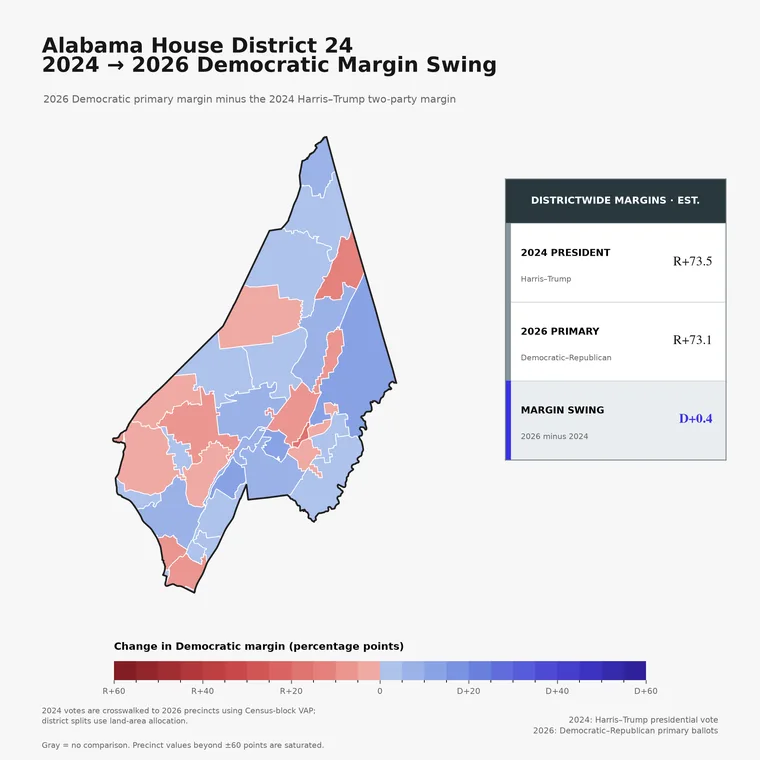 Alabama House District 24
2024 → 2026 Democratic Margin Swing
2026 Democratic primary margin minus the 2024 Harris–Trump two-party margin
DISTRICTWIDE MARGINS · EST.
2024 PRESIDENT
R+73.5
Harris–Trump
2026 PRIMARY
R+73.1
Democratic–Republican
MARGIN SWING
D+0.4
2026 minus 2024
Change in Democratic margin (percentage points)
R+60 R+40 R+20 0 D+20 D+40 D+60
2024 votes are crosswalked to 2026 precincts using Census-block VAP;
district splits use land-area allocation.
Gray = no comparison. Precinct values beyond ±60 points are saturated.
2024: Harris–Trump presidential vote
2026: Democratic–Republican primary ballots